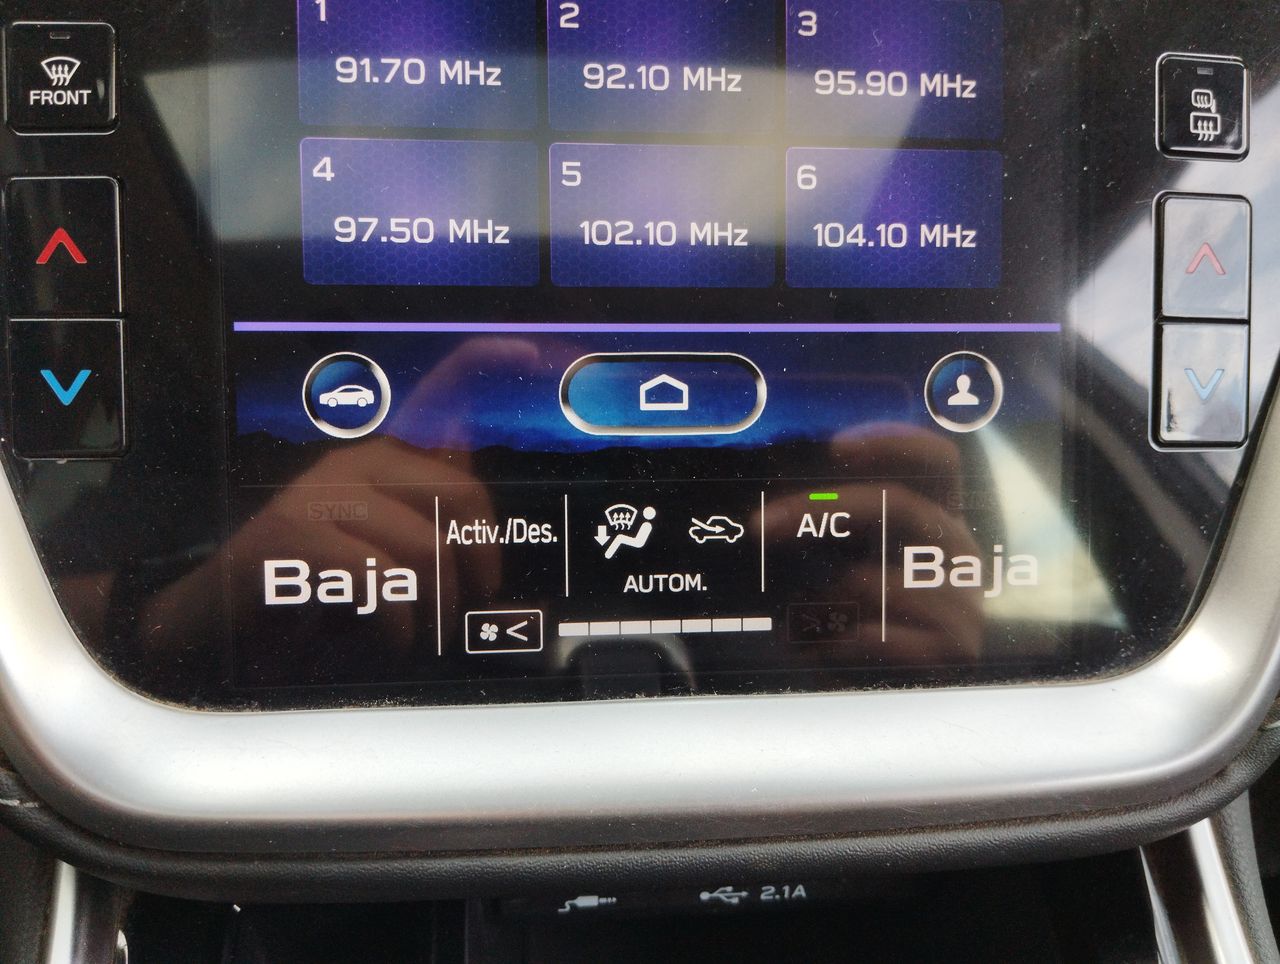 1 2 3
91.70 MHz 92.10 MHz 95.90 MHz
FRONT
4 5 6
97.50 MHz 102.10 MHz 104.10 MHz
SYNC SYNC
Activ./Des. A/C
Baja AUTOM. Baja
2.1A